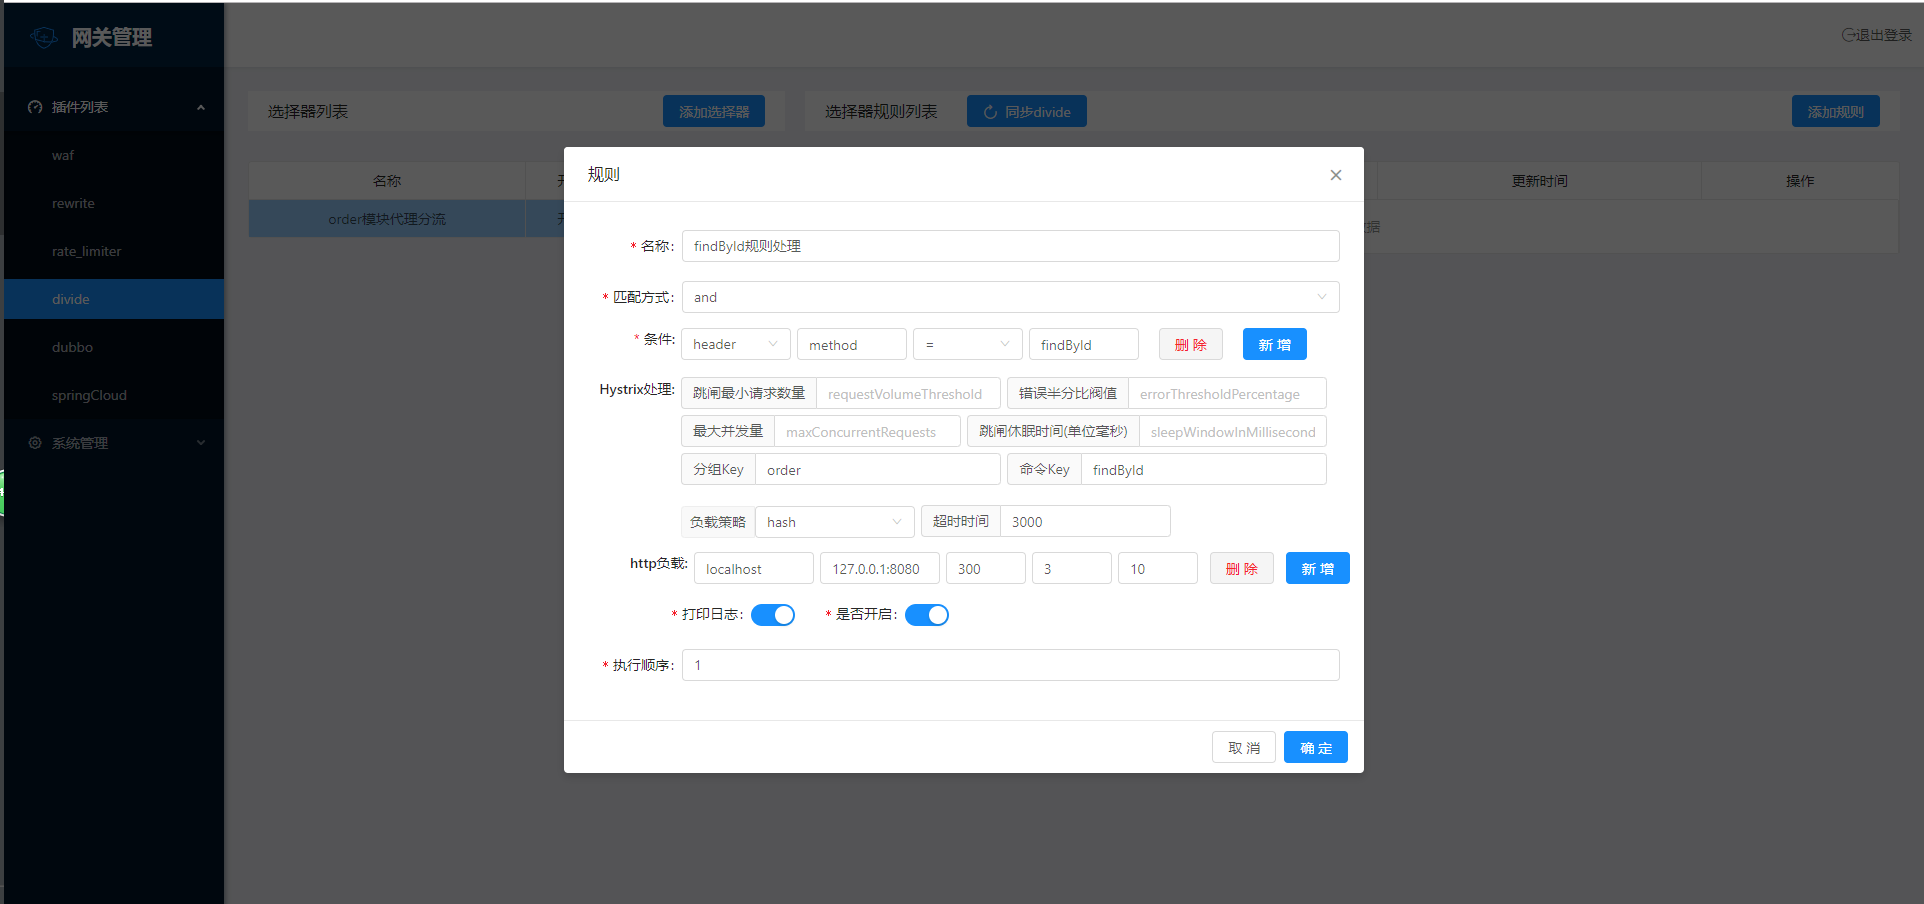 网关管理
退出登录
插件列表
waf
rewrite
rate_limiter
divide
dubbo
springCloud
系统管理
选择器列表
添加选择器
选择器规则列表
同步divide
添加规则
名称
更新时间
操作
order模块代理分流
规则
* 名称: findById规则处理
* 匹配方式: and
* 条件: header method = findById 删 除 新 增
Hystrix处理: 跳闸最小请求数量 requestVolumeThreshold 错误半分比阀值 errorThresholdPercentage
最大并发量 maxConcurrentRequests 跳闸休眠时间(单位毫秒) sleepWindowInMillisecond
分组Key order 命令Key findById
负载策略 hash 超时时间 3000
http负载: localhost 127.0.0.1:8080 300 3 10 删 除 新 增
* 打印日志: * 是否开启:
* 执行顺序: 1
取 消 确 定